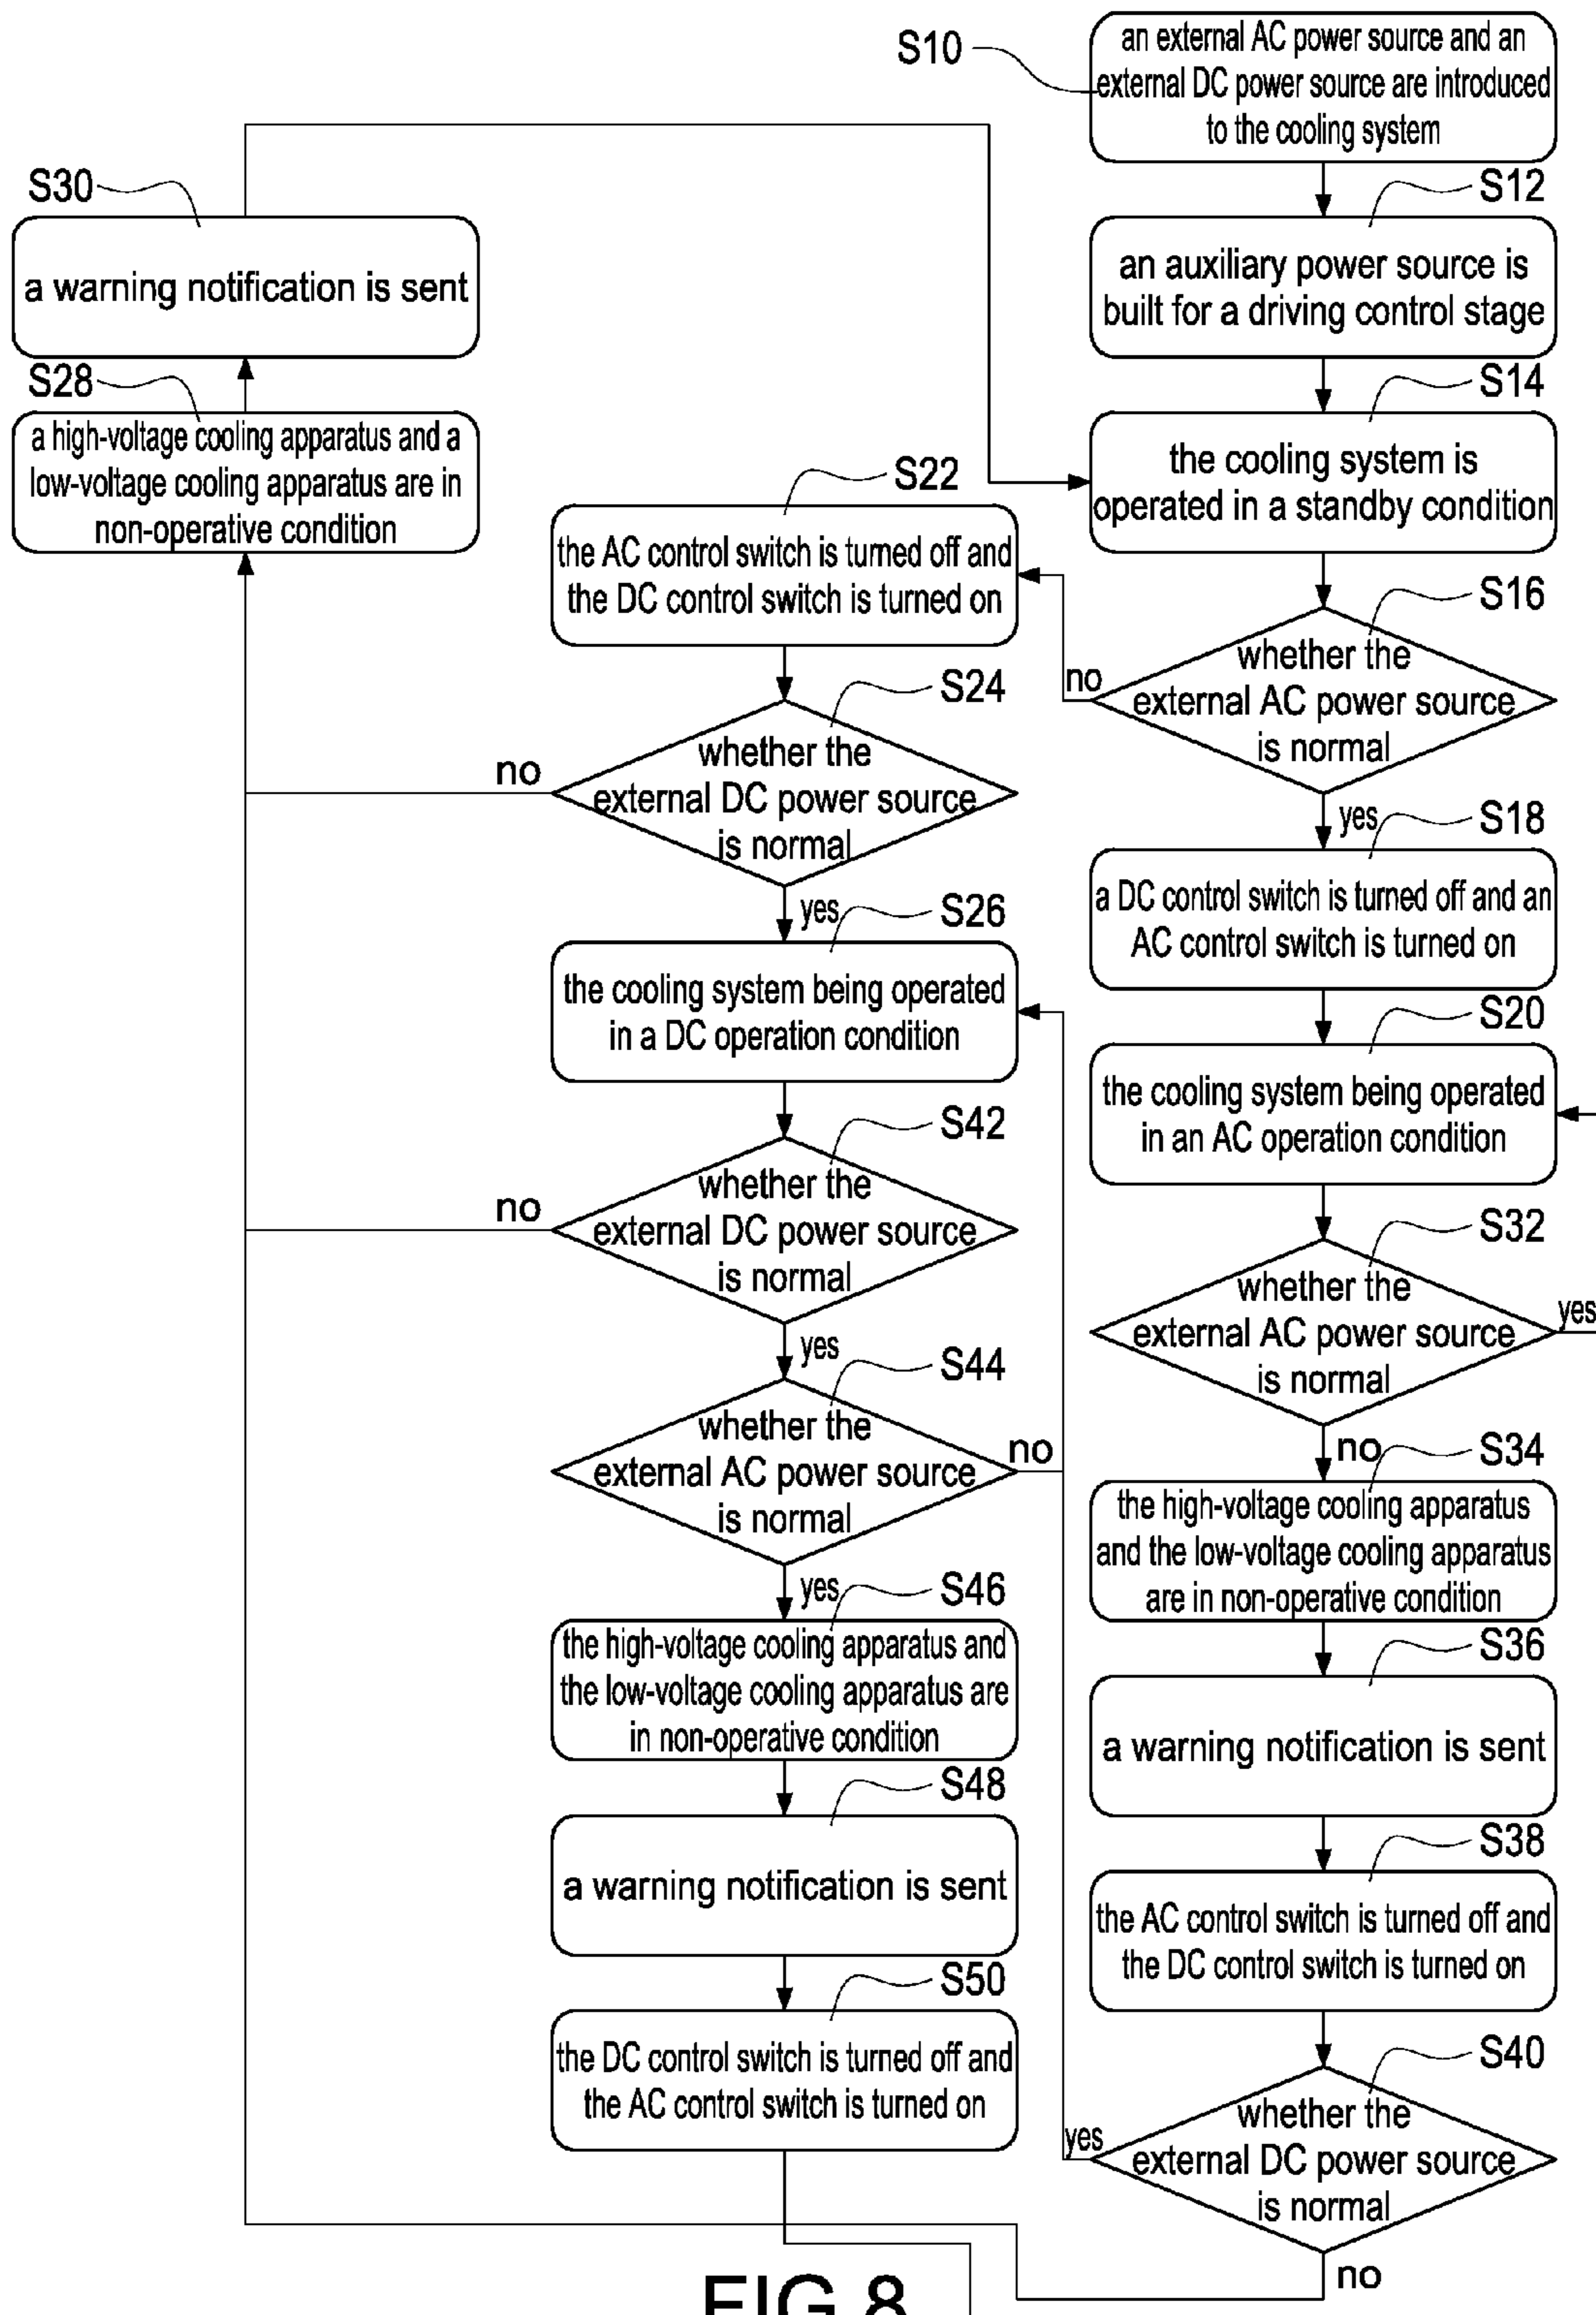 S10
an external AC power source and an
external DC power source are introduced
to the cooling system
S12
an auxiliary power source is
built for a driving control stage
S14
the cooling system is
operated in a standby condition
S16
whether the
external AC power source
is normal
no
yes
S18
a DC control switch is turned off and an
AC control switch is turned on
S20
the cooling system being operated
in an AC operation condition
S32
whether the
external AC power source
is normal
yes
no
S34
the high-voltage cooling apparatus
and the low-voltage cooling apparatus
are in non-operative condition
S36
a warning notification is sent
S38
the AC control switch is turned off and
the DC control switch is turned on
S40
whether the
external DC power source
is normal
yes
no
S22
the AC control switch is turned off and
the DC control switch is turned on
S24
whether the
external DC power source
is normal
no
yes
S26
the cooling system being operated
in a DC operation condition
S42
whether the
external DC power source
is normal
no
yes
S44
whether the
external AC power source
is normal
no
yes
S46
the high-voltage cooling apparatus and
the low-voltage cooling apparatus are
in non-operative condition
S48
a warning notification is sent
S50
the DC control switch is turned off and
the AC control switch is turned on
S30
a warning notification is sent
S28
a high-voltage cooling apparatus and a
low-voltage cooling apparatus are in
non-operative condition
FIG.8